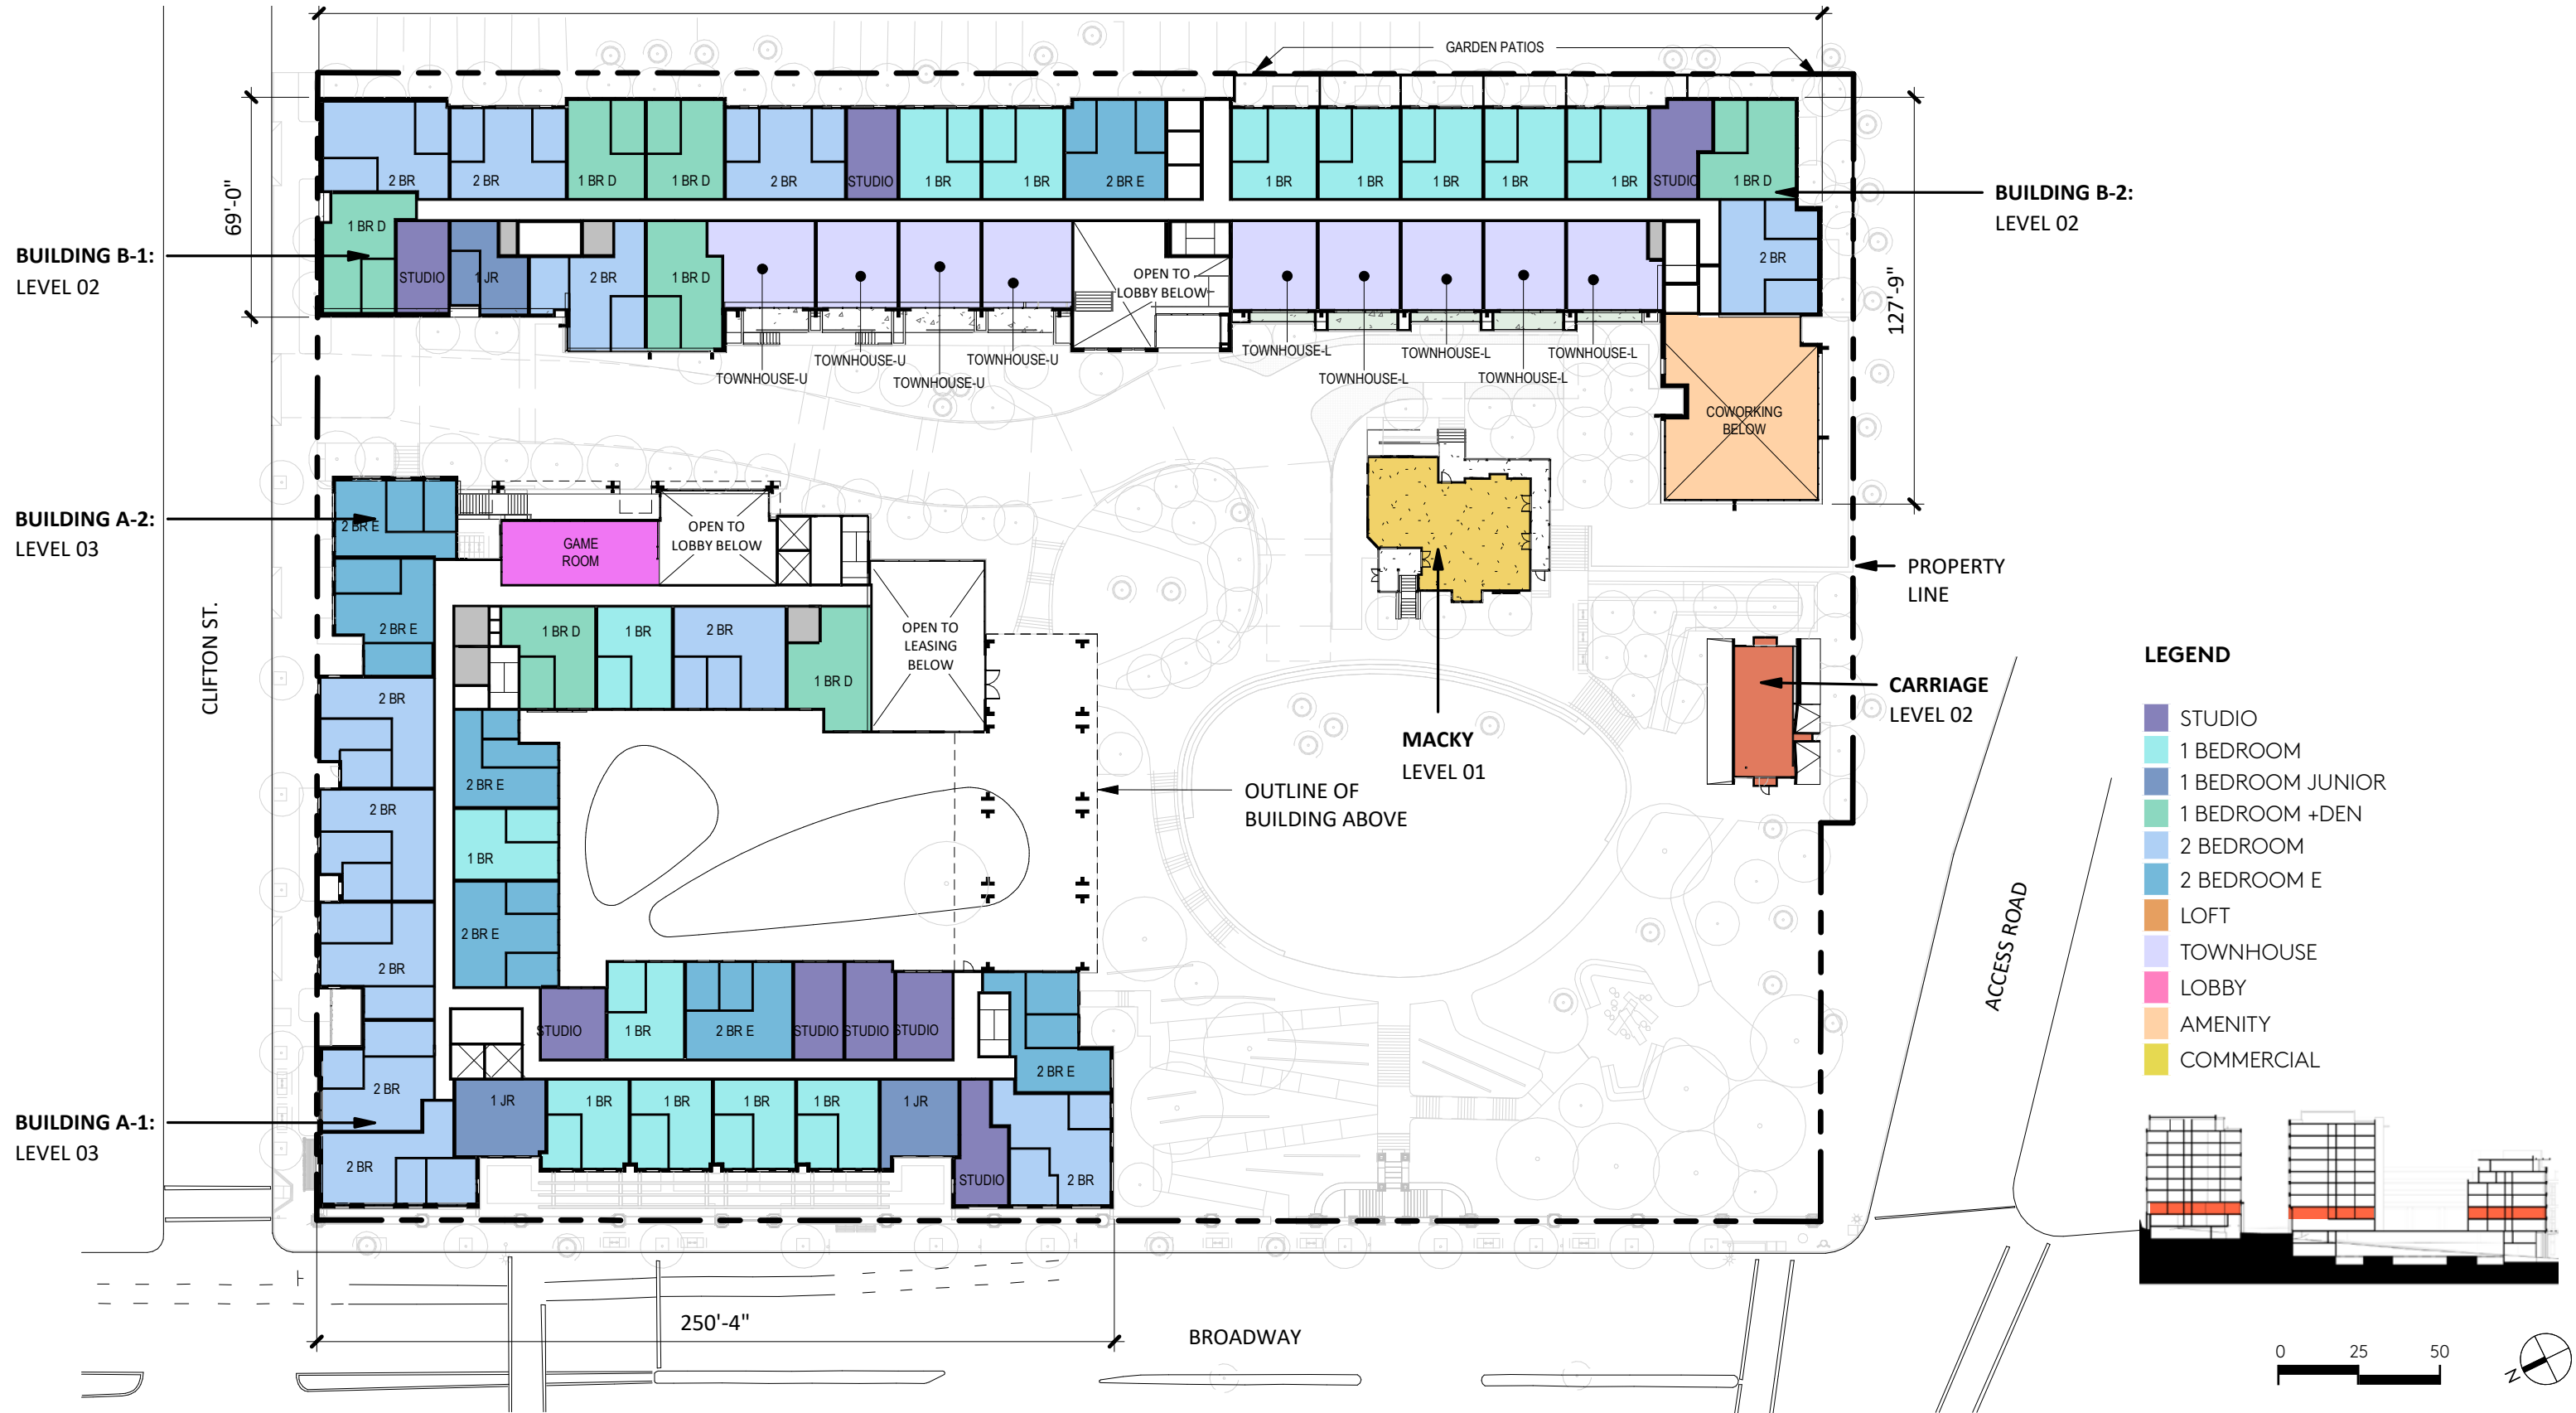 GARDEN PATIOS
2 BR
2 BR
1 BR D
1 BR D
2 BR
STUDIO
1 BR
1 BR
2 BR E
1 BR
1 BR
1 BR
1 BR
1 BR
STUDIO
1 BR D
BUILDING B-2:
LEVEL 02
69'-0"
1 BR D
BUILDING B-1:
LEVEL 02
STUDIO
1 JR
2 BR
1 BR D
OPEN TO
LOBBY BELOW
2 BR
127'-9"
TOWNHOUSE-U
TOWNHOUSE-U
TOWNHOUSE-U
TOWNHOUSE-U
TOWNHOUSE-L
TOWNHOUSE-L
TOWNHOUSE-L
TOWNHOUSE-L
TOWNHOUSE-L
COWORKING
BELOW
BUILDING A-2:
LEVEL 03
2 BR E
GAME
ROOM
OPEN TO
LOBBY BELOW
PROPERTY
LINE
CLIFTON ST.
2 BR E
1 BR D
1 BR
2 BR
1 BR D
OPEN TO
LEASING
BELOW
2 BR
CARRIAGE
LEVEL 02
MACKY
LEVEL 01
2 BR E
2 BR
OUTLINE OF
BUILDING ABOVE
1 BR
2 BR E
2 BR
ACCESS ROAD
STUDIO
1 BR
2 BR E
STUDIO
STUDIO
STUDIO
2 BR E
2 BR
1 JR
1 BR
1 BR
1 BR
1 BR
1 JR
BUILDING A-1:
LEVEL 03
2 BR
STUDIO
2 BR
250'-4"
BROADWAY
LEGEND
STUDIO
1 BEDROOM
1 BEDROOM JUNIOR
1 BEDROOM +DEN
2 BEDROOM
2 BEDROOM E
LOFT
TOWNHOUSE
LOBBY
AMENITY
COMMERCIAL
0 25 50
N